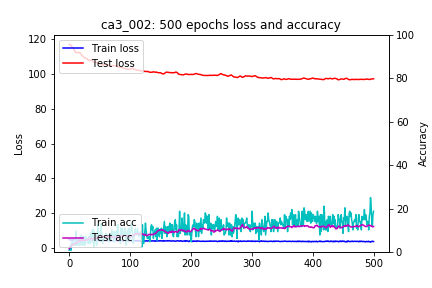 ca3_002: 500 epochs loss and accuracy
120
100
80
60
40
20
0
Loss
Train loss
Test loss
Train acc
Test acc
100
80
60
40
20
0
Accuracy
0
100
200
300
400
500